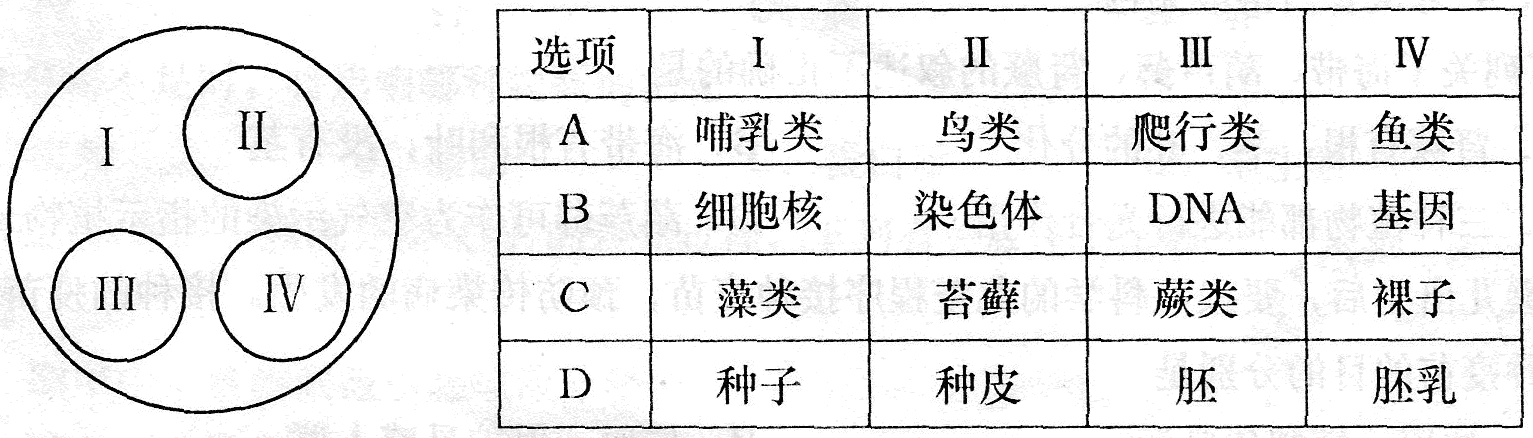 I
II
III
IV
选项 I II III IV
A 哺乳类 鸟类 爬行类 鱼类
B 细胞核 染色体 DNA 基因
C 藻类 苔藓 蕨类 裸子
D 种子 种皮 胚 胚乳